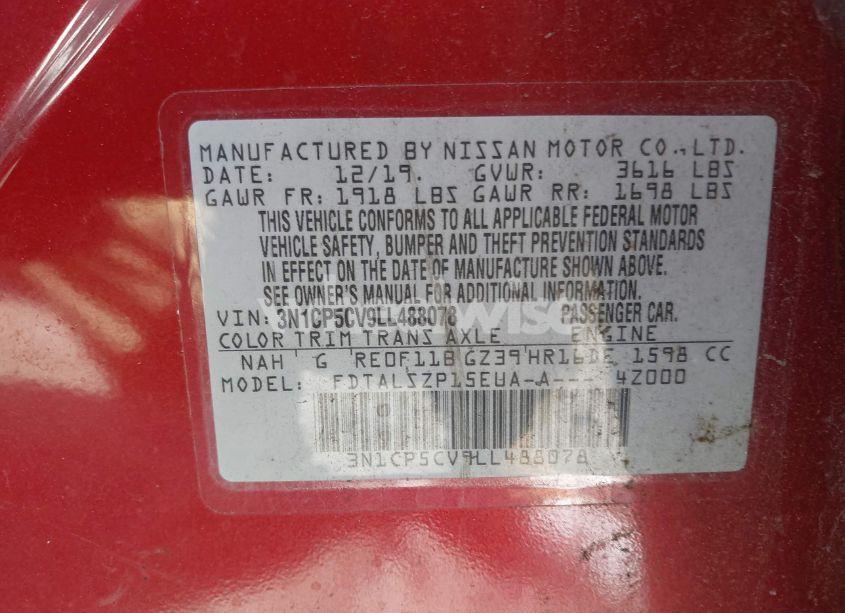 MANUFACTURED BY NISSAN MOTOR CO., LTD.
DATE: 12/19. GVWR: 3616 LBS
GAWR FR: 1918 LBS GAWR RR: 1698 LBS
THIS VEHICLE CONFORMS TO ALL APPLICABLE FEDERAL MOTOR
VEHICLE SAFETY, BUMPER AND THEFT PREVENTION STANDARDS
IN EFFECT ON THE DATE OF MANUFACTURE SHOWN ABOVE.
SEE OWNER'S MANUAL FOR ADDITIONAL INFORMATION.
VIN: 3N1CP5CV9LL488078 PASSENGER CAR.
COLOR TRIM TRANS AXLE ENGINE
NAH G RE0F11B GZ39 HR16DE 1598 CC
MODEL: FDTALSZP15EUA-A--- 4Z000
3N1CP5CV9LL488078